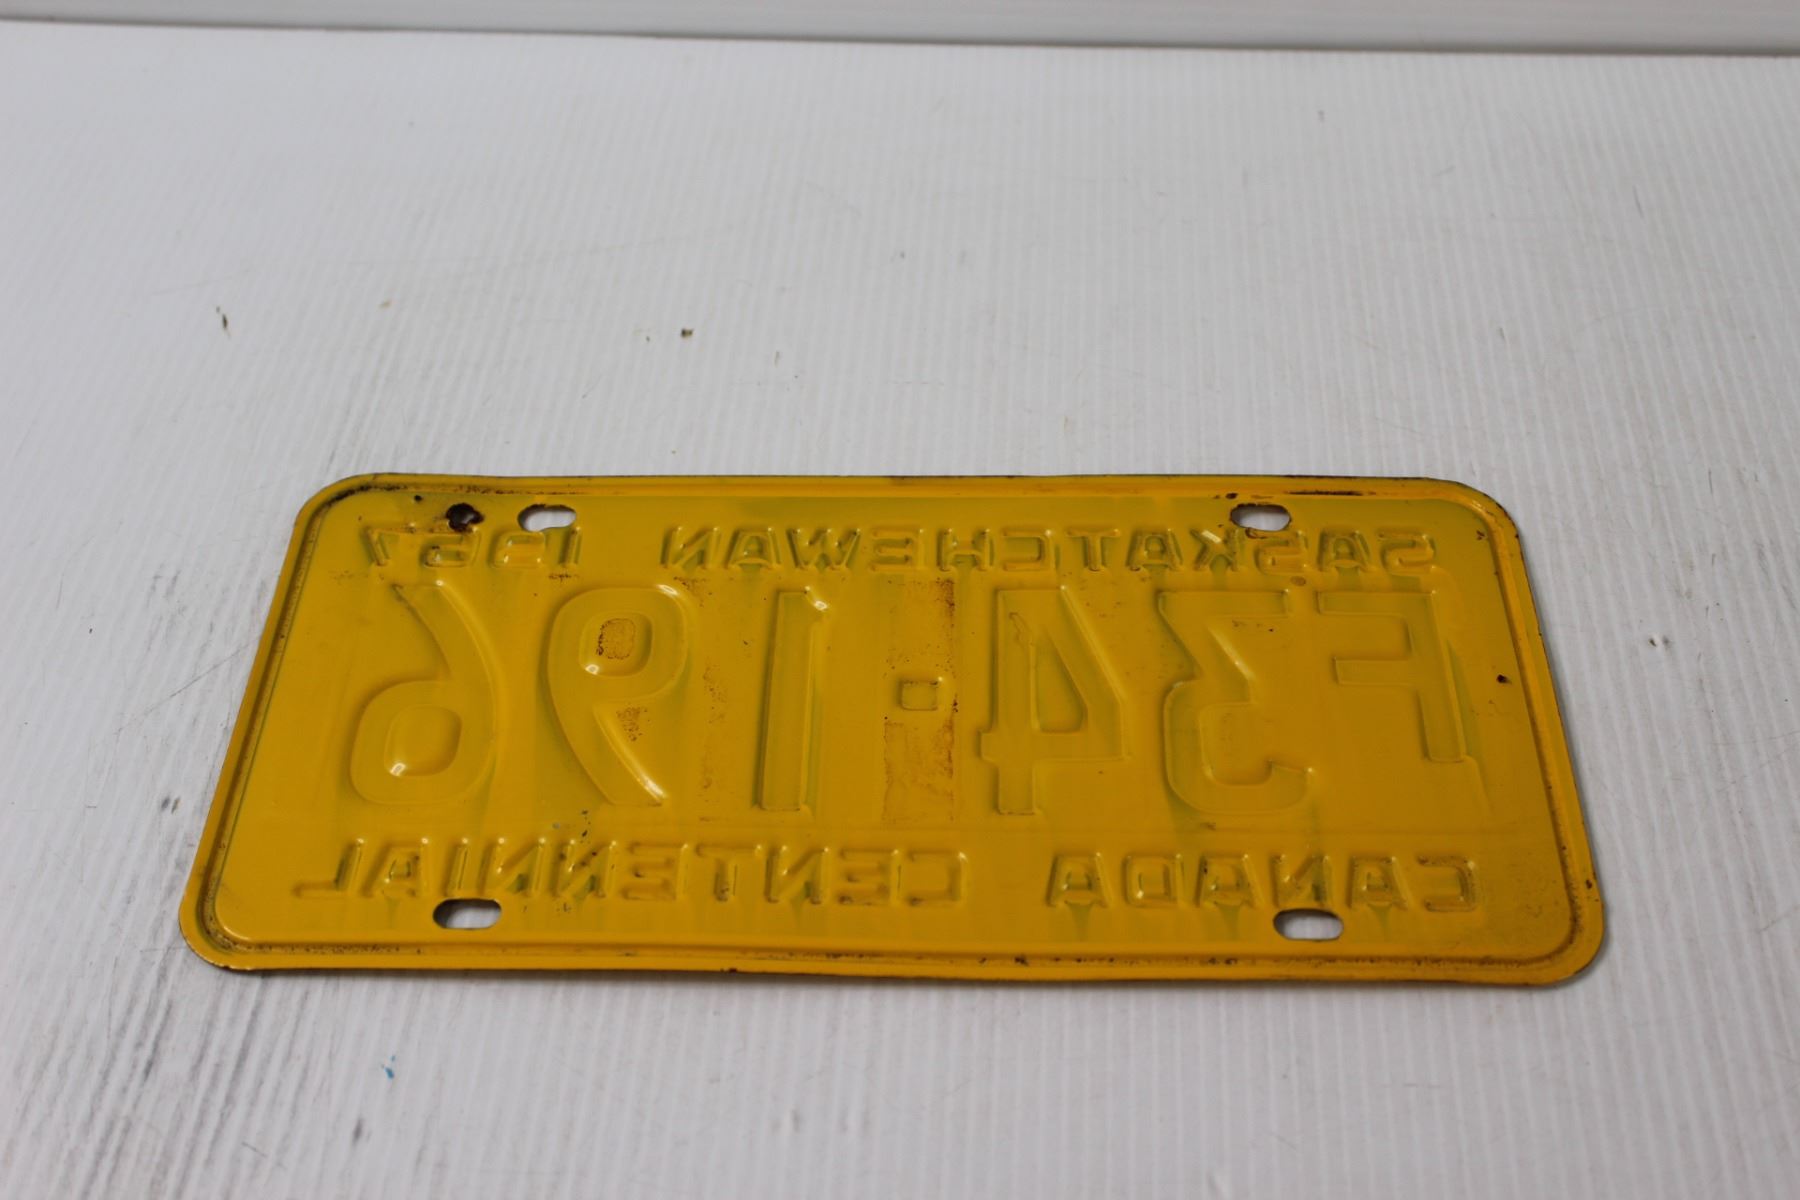 SASKATCHEWAN 1967
F34·196
CANADA CENTENNIAL